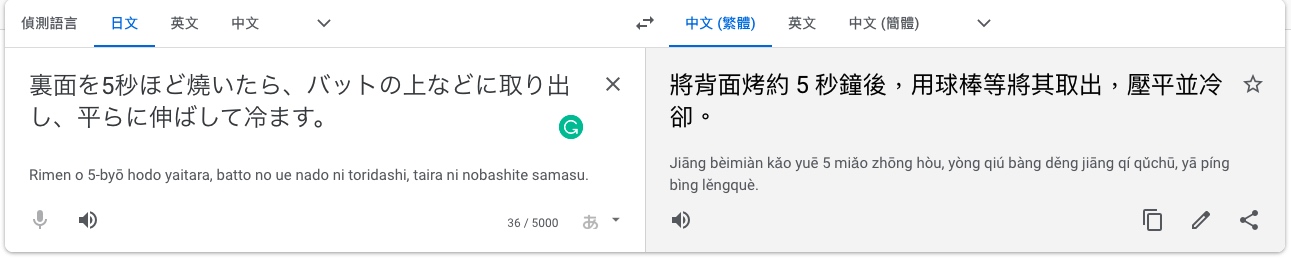 偵測語言 日文 英文 中文
中文 (繁體) 英文 中文 (簡體)
裏面を5秒ほど燒いたら、バットの上などに取り出
し、平らに伸ばして冷ます。
Rimen o 5-byō hodo yaitara, batto no ue nado ni toridashi, taira ni nobashite samasu.
36 / 5000
あ
將背面烤約 5 秒鐘後，用球棒等將其取出，壓平並冷
卻。
Jiāng bèimiàn kǎo yuē 5 miǎo zhōng hòu, yòng qiú bàng děng jiāng qí qǔchū, yā píng
bìng lěngquè.